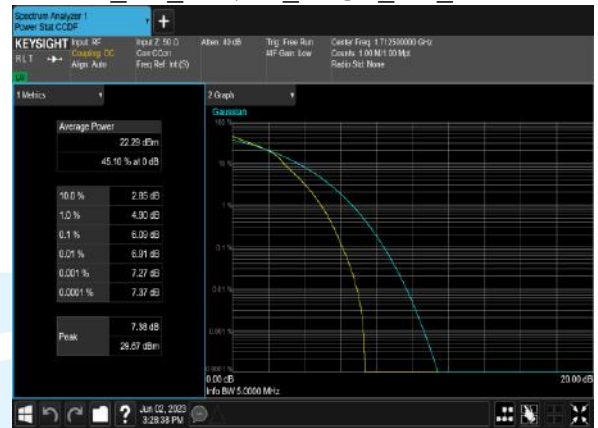 Spectrum Analyzer 1
Power Stat CCDF
KEYSIGHT
Input: RF
Coupling: DC
Align: Auto
Input Z: 50 Ω
Corr CCorr
Freq Ref: Int (S)
Atten: 40 dB
Trig: Free Run
#IF Gain: Low
Center Freq: 1.712500000 GHz
Counts: 1.00 M/1.00 Mpt
Radio Std: None
RLT
1 Metrics
Average Power
22.29 dBm
45.10 % at 0 dB
10.0 % 2.85 dB
1.0 % 4.90 dB
0.1 % 6.09 dB
0.01 % 6.91 dB
0.001 % 7.27 dB
0.0001 % 7.37 dB
Peak
7.38 dB
29.67 dBm
2 Graph
Gaussian
100 %
10 %
1 %
0.1 %
0.01 %
0.001 %
0.0001 %
0.00 dB
20.00 dB
Info BW 5.0000 MHz
Jun 02, 2023
3:28:38 PM